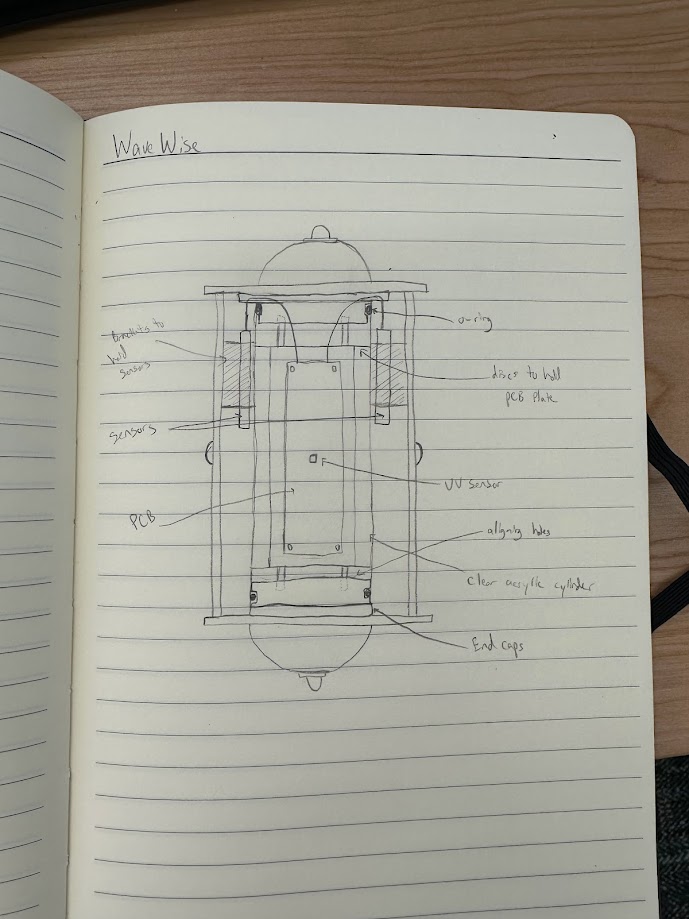 Wave Wise
brackets to
hold
sensors
o-ring
discs to hold
PCB Plate
sensors
UV sensor
PCB
aligning holes
clear acrylic cylinder
End caps